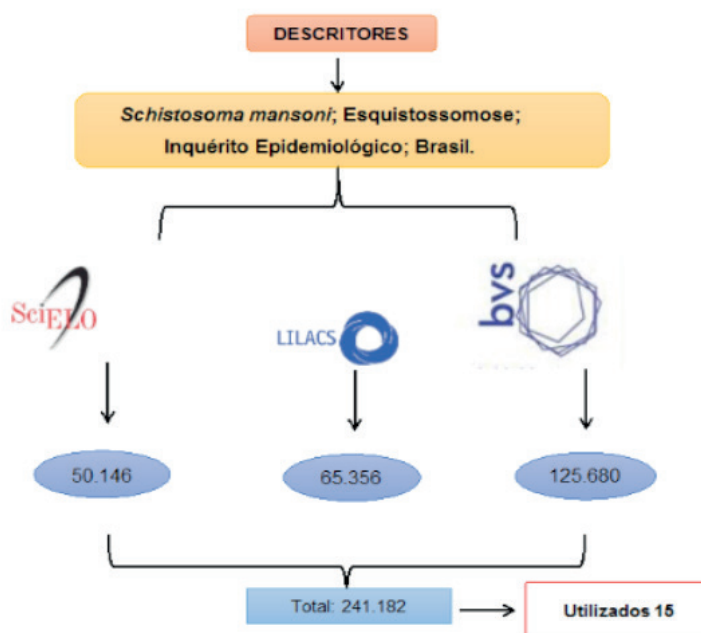 DESCRITORES
Schistosoma mansoni; Esquistossomose;
Inquérito Epidemiológico; Brasil.
SciELO
LILACS
bvs
50.146
65.356
125.680
Total: 241.182
Utilizados 15